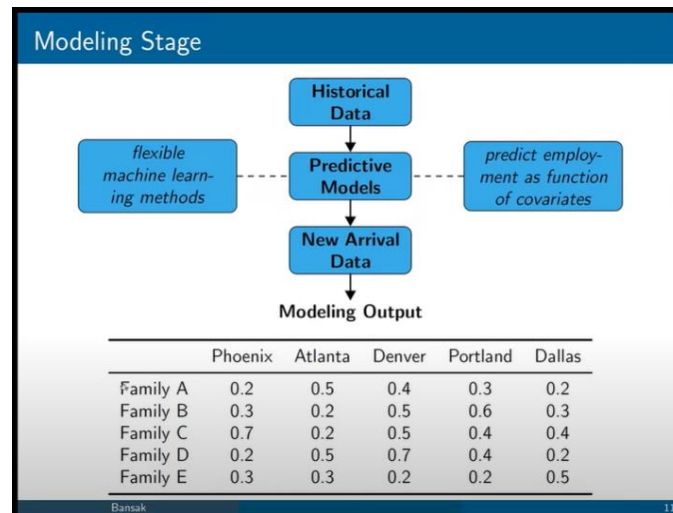 Modeling Stage
Historical
Data
flexible
machine learn-
ing methods
Predictive
Models
predict employ-
ment as function
of covariates
New Arrival
Data
Modeling Output
Phoenix Atlanta Denver Portland Dallas
Family A 0.2 0.5 0.4 0.3 0.2
Family B 0.3 0.2 0.5 0.6 0.3
Family C 0.7 0.2 0.5 0.4 0.4
Family D 0.2 0.5 0.7 0.4 0.2
Family E 0.3 0.3 0.2 0.2 0.5
Bansak 11